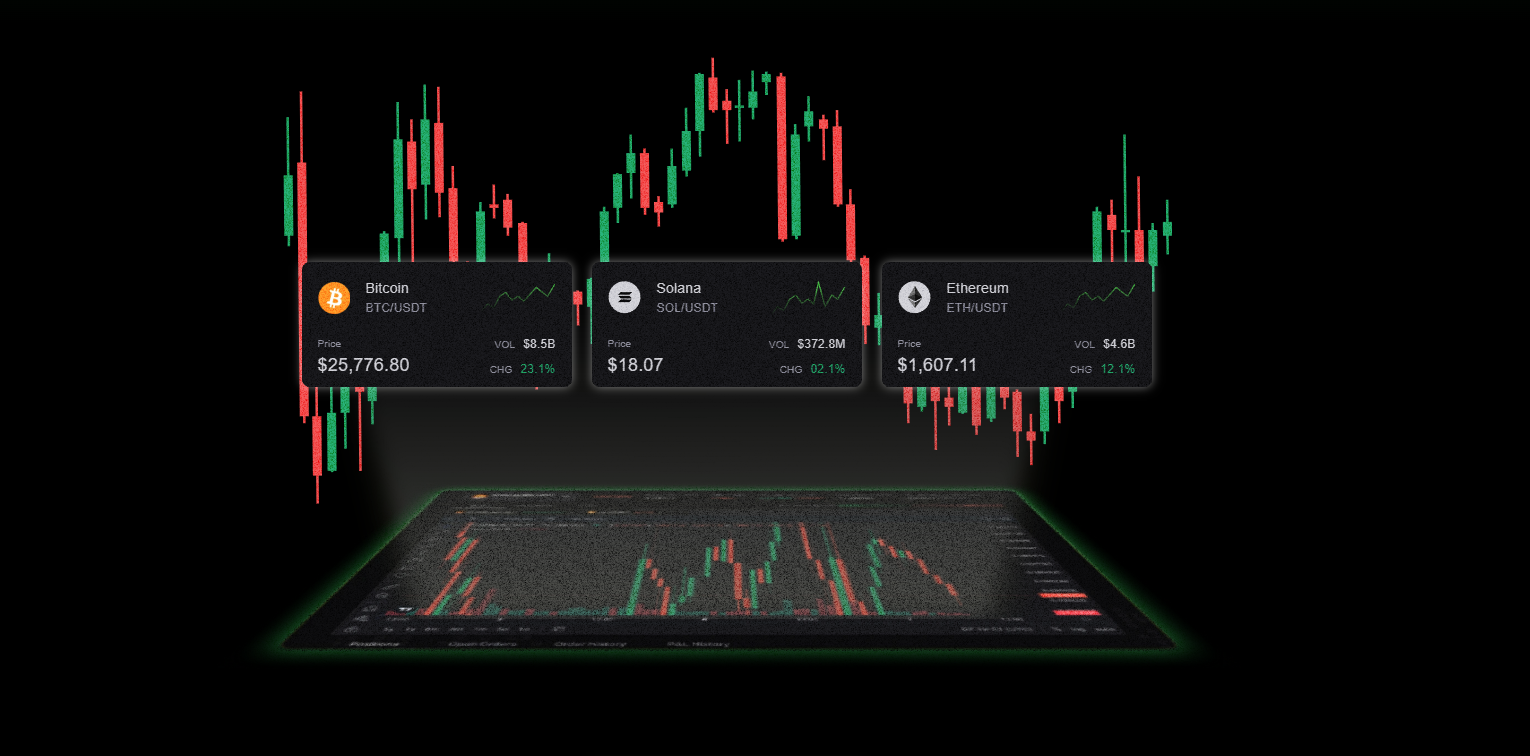 Bitcoin
BTC/USDT
Price
VOL $8.5B
$25,776.80
CHG 23.1%
Solana
SOL/USDT
Price
VOL $372.8M
$18.07
CHG 02.1%
Ethereum
ETH/USDT
Price
VOL $4.6B
$1,607.11
CHG 12.1%
Positions Open Orders Order History P&L History